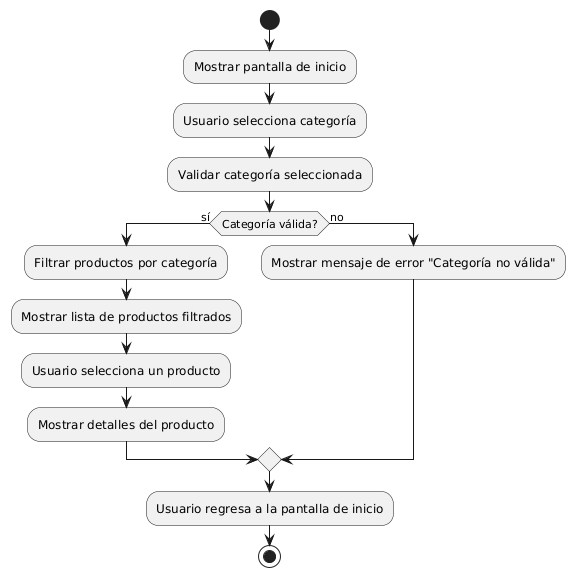 Mostrar pantalla de inicio
Usuario selecciona categoría
Validar categoría seleccionada
sí
Categoría válida?
no
Filtrar productos por categoría
Mostrar mensaje de error "Categoría no válida"
Mostrar lista de productos filtrados
Usuario selecciona un producto
Mostrar detalles del producto
Usuario regresa a la pantalla de inicio